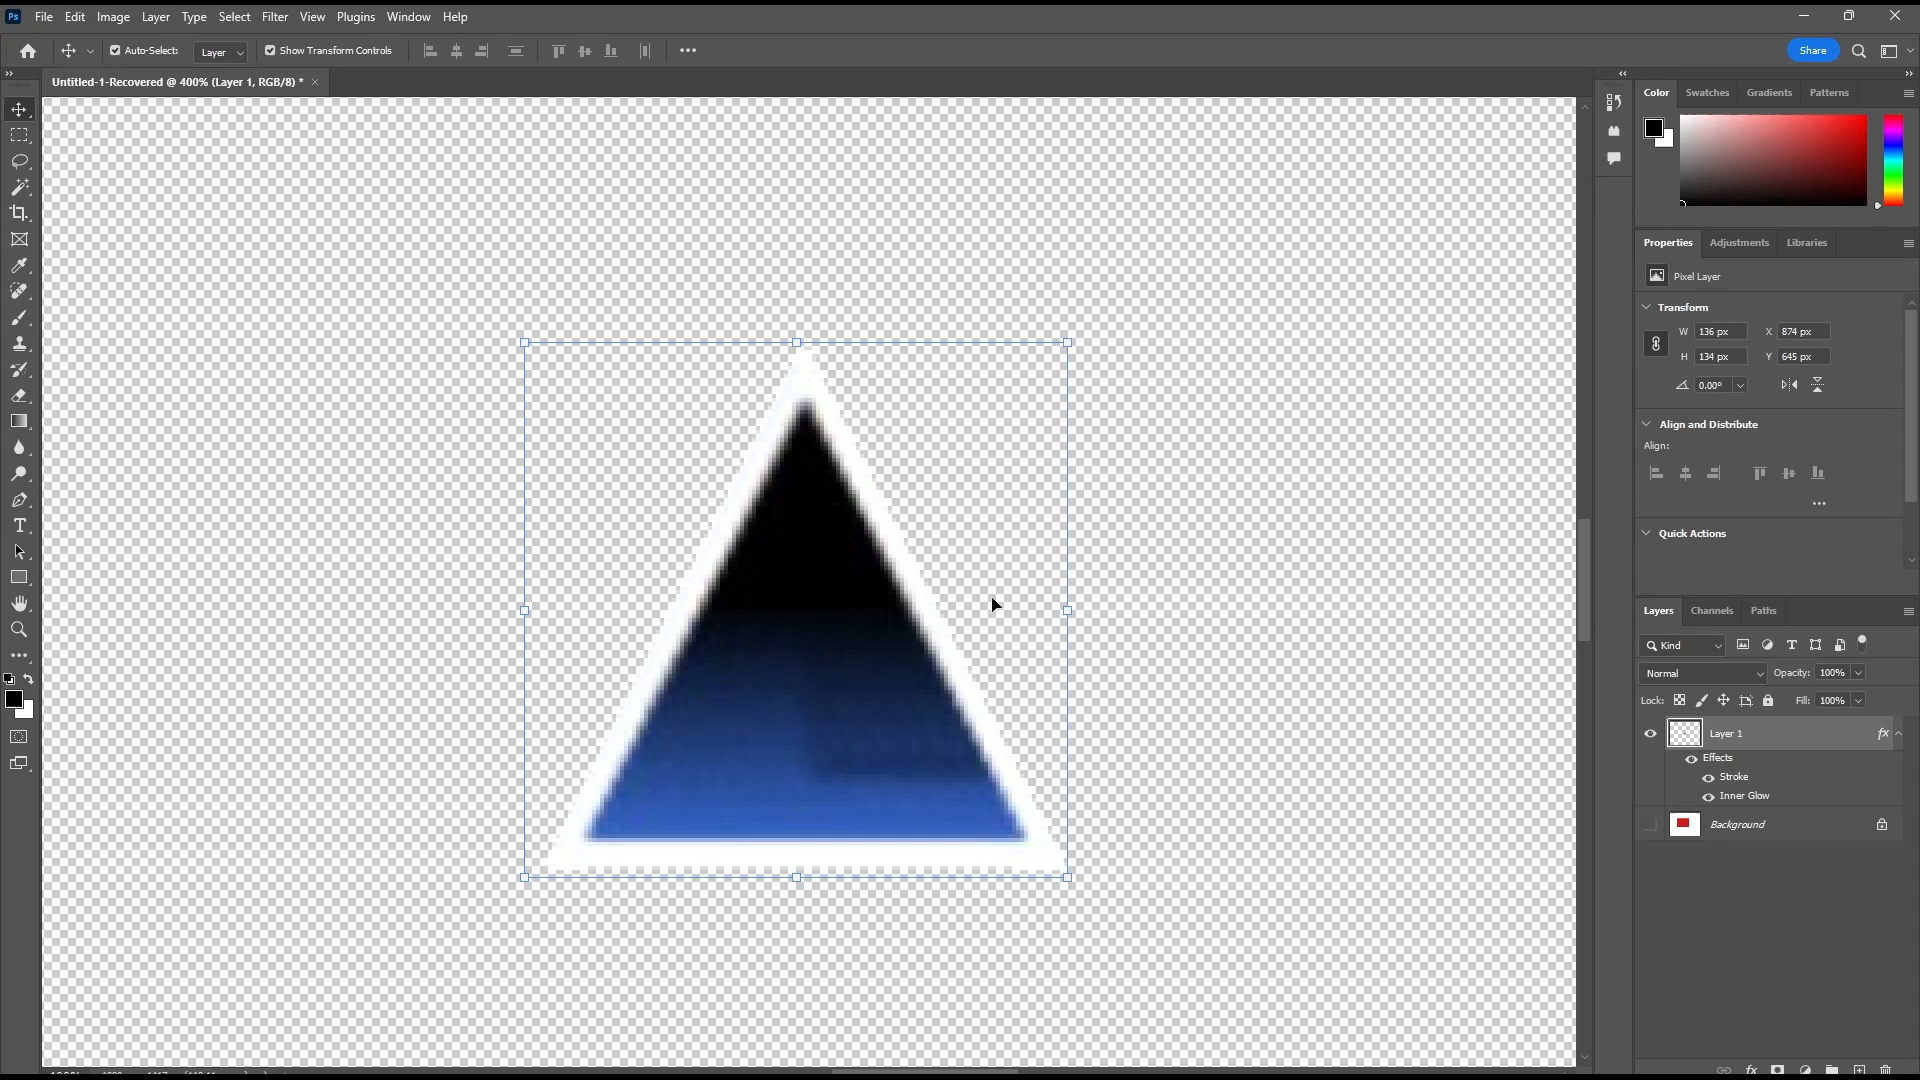 Ps File Edit Image Layer Type Select Filter View Plugins Window Help
Auto-Select: Layer Show Transform Controls Share
Untitled-1-Recovered @ 400% (Layer 1, RGB/8) *
Color Swatches Gradients Patterns
Properties Adjustments Libraries
Pixel Layer
Transform
W 136 px X 874 px
H 134 px Y 645 px
0.00°
Align and Distribute
Align:
Quick Actions
Layers Channels Paths
Kind
Normal Opacity: 100%
Lock: Fill: 100%
Layer 1 fx
Effects
Stroke
Inner Glow
Background
fx